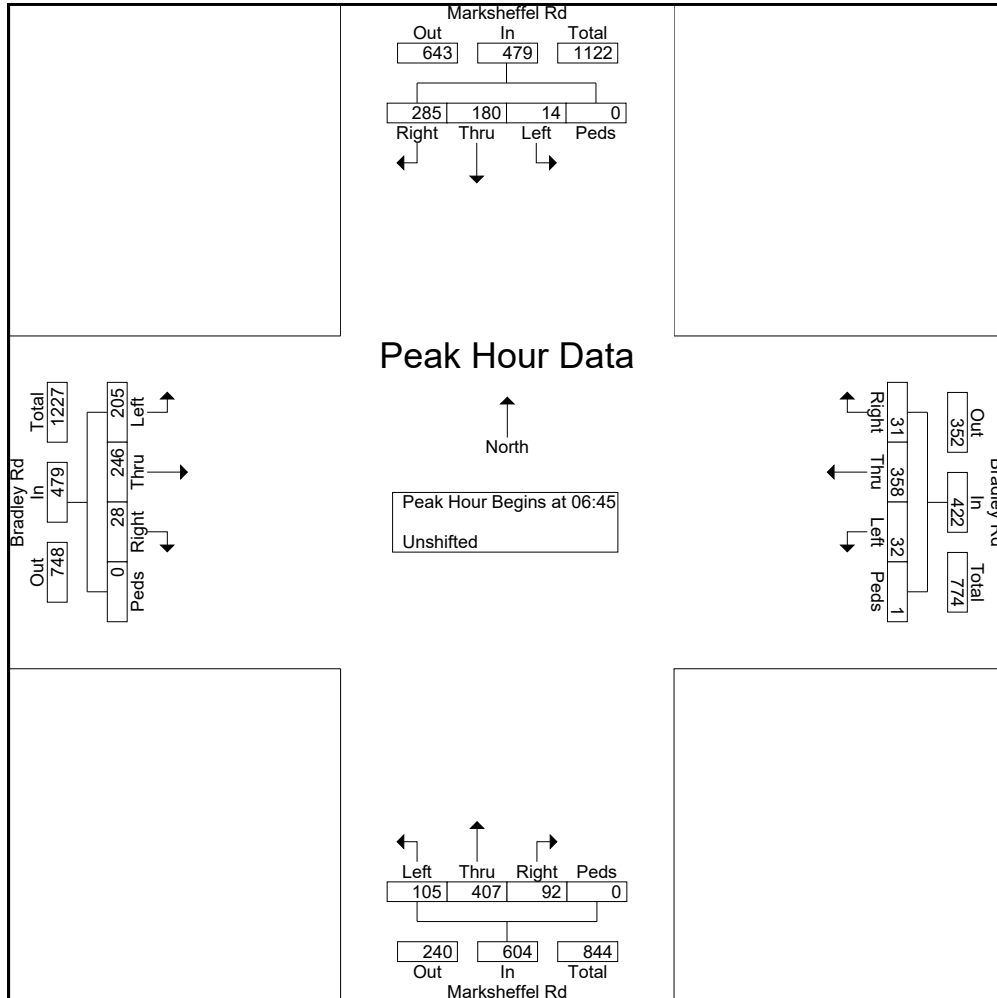 Marksheffel Rd
Out In Total
643 479 1122
285 180 14 0
Right Thru Left Peds
Peak Hour Data
North
Peak Hour Begins at 06:45
Unshifted
Bradley Rd
Total In Out
1227 479 748
205 246 28 0
Left Thru Right Peds
Right Thru Left Peds
31 358 32 1
Out In Total
352 422 774
Bradley Rd
Left Thru Right Peds
105 407 92 0
240 604 844
Out In Total
Marksheffel Rd